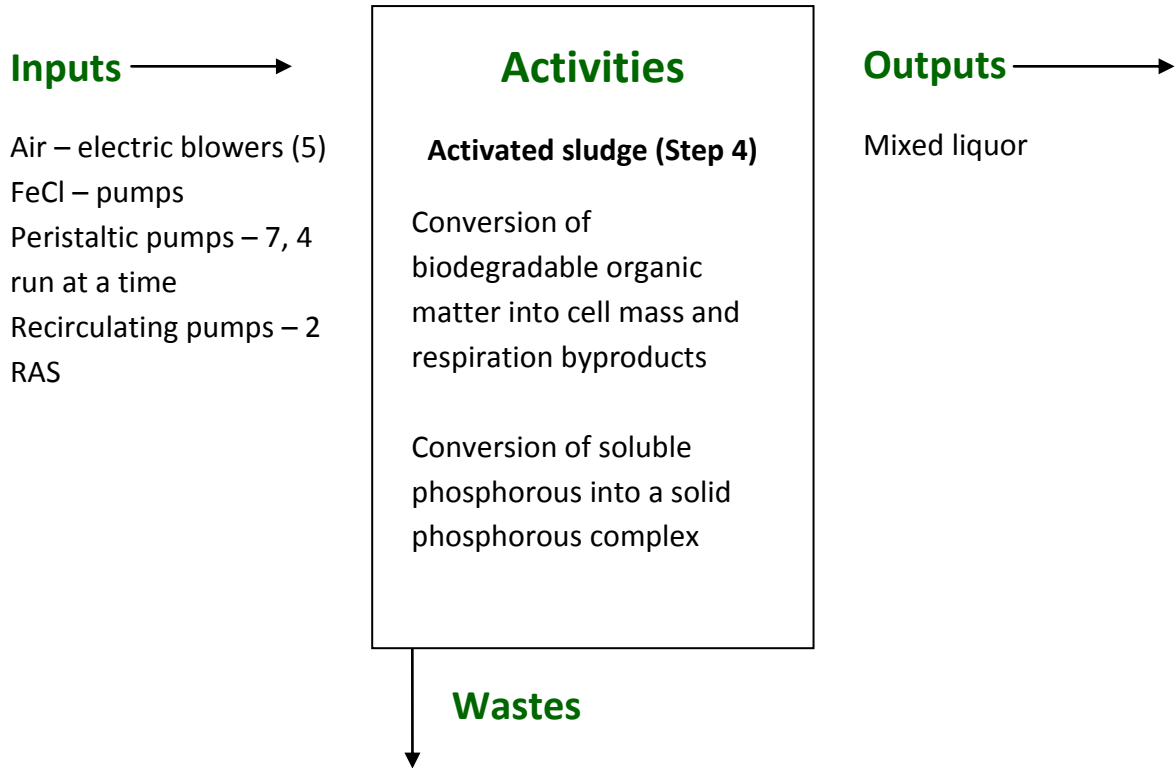 Inputs
Air – electric blowers (5)
FeCl – pumps
Peristaltic pumps – 7, 4
run at a time
Recirculating pumps – 2
RAS
Activities
Activated sludge (Step 4)
Conversion of
biodegradable organic
matter into cell mass and
respiration byproducts
Conversion of soluble
phosphorous into a solid
phosphorous complex
Outputs
Mixed liquor
Wastes